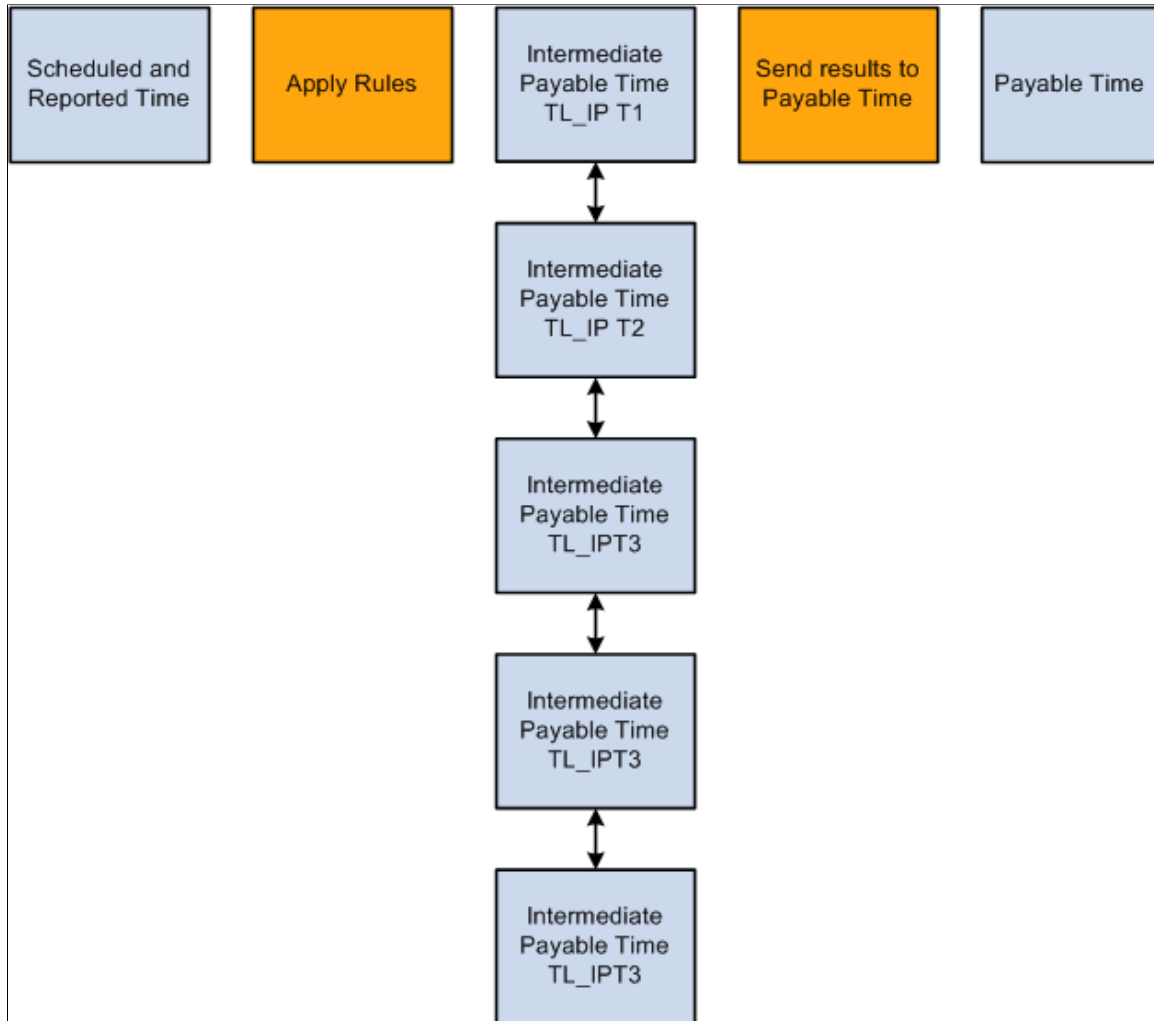 Scheduled and
Reported Time
Apply Rules
Intermediate
Payable Time
TL_IP T1
Send results to
Payable Time
Payable Time
Intermediate
Payable Time
TL_IP T2
Intermediate
Payable Time
TL_IPT3
Intermediate
Payable Time
TL_IPT3
Intermediate
Payable Time
TL_IPT3